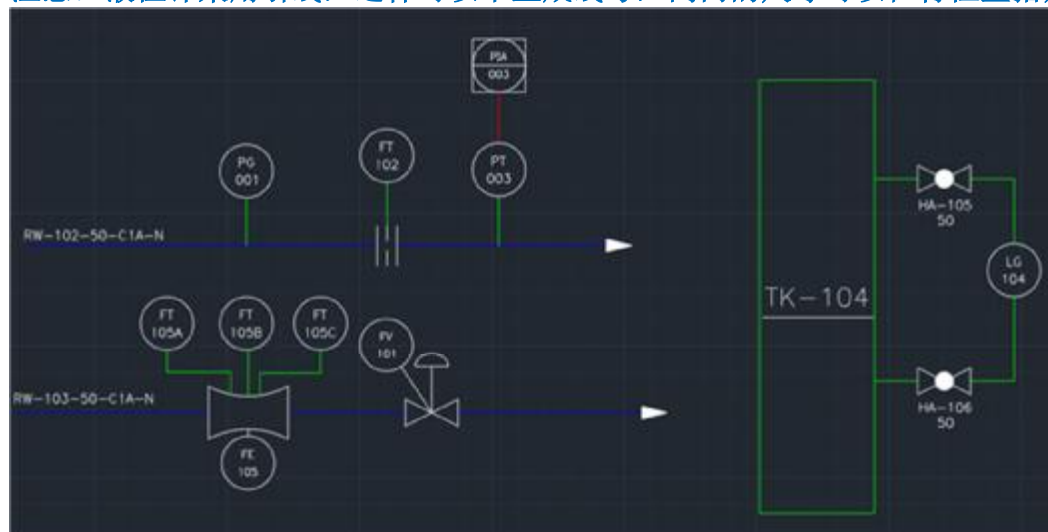 PIA
003
FT
102
PG
001
PT
003
RW-102-50-C1A-N
HA-105
50
LG
104
TK-104
FT
105A
FT
105B
FT
105C
FV
101
RW-103-50-C1A-N
HA-106
50
FE
105